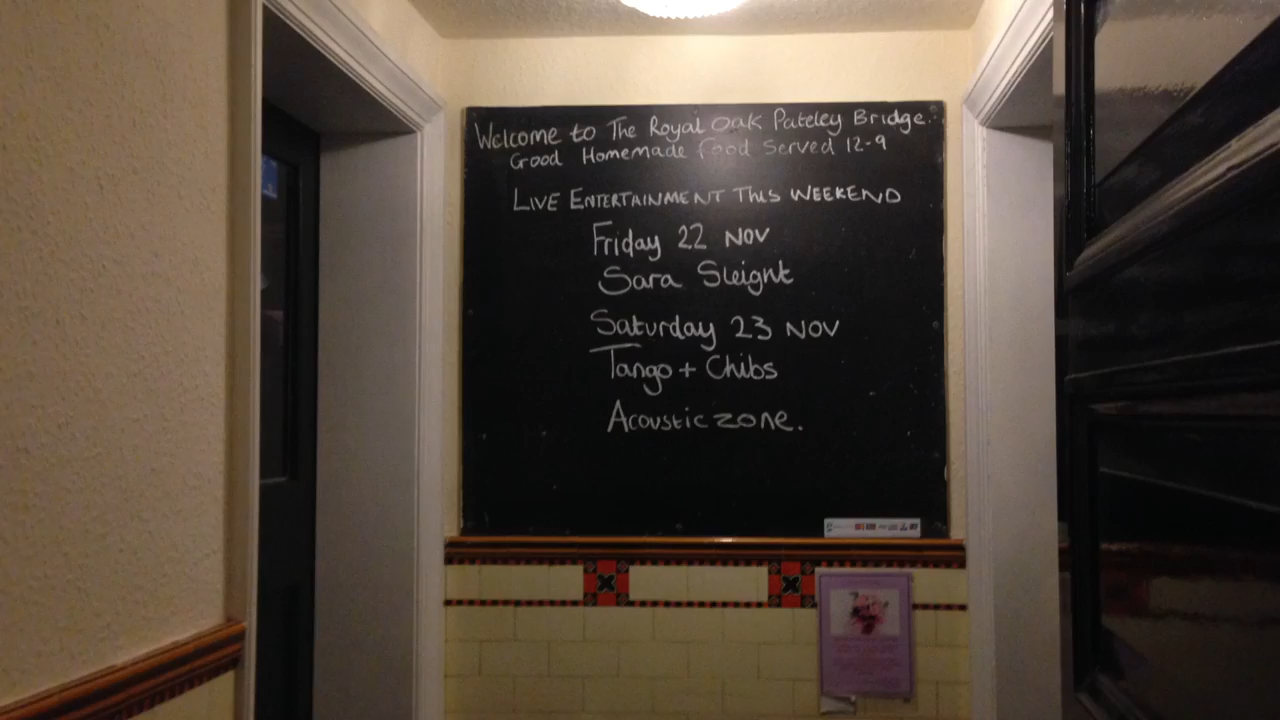 Welcome to The Royal Oak Pateley Bridge.
Good Homemade food Served 12-9
LIVE ENTERTAINMENT THIS WEEKEND
Friday 22 NOV
Sara Sleight
Saturday 23 NOV
Tango + Chibs
Acoustic zone.